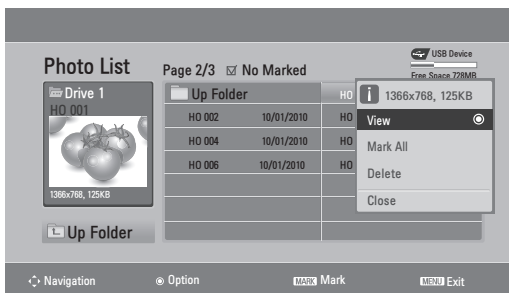 USB Device
Photo List
Page 2/3 No Marked
Free Space 728MB
Drive 1
HO 001
1366x768, 125KB
Up Folder
Up Folder HO
HO 002 10/01/2010 HO
HO 004 10/01/2010 HO
HO 006 10/01/2010 HO
i 1366x768, 125KB
View
Mark All
Delete
Close
Navigation Option MARK Mark MENU Exit